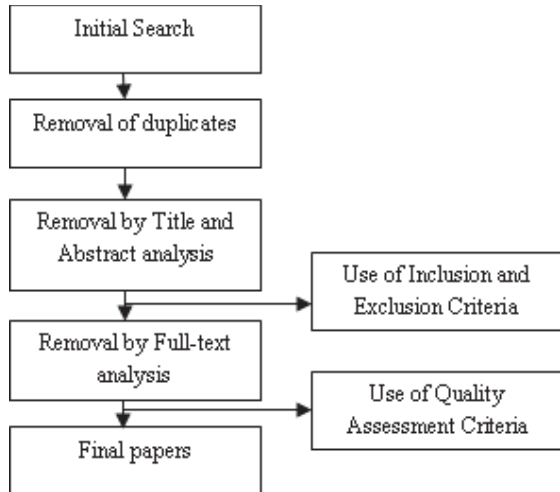 Initial Search
Removal of duplicates
Removal by Title and
Abstract analysis
Use of Inclusion and
Exclusion Criteria
Removal by Full-text
analysis
Use of Quality
Assessment Criteria
Final papers